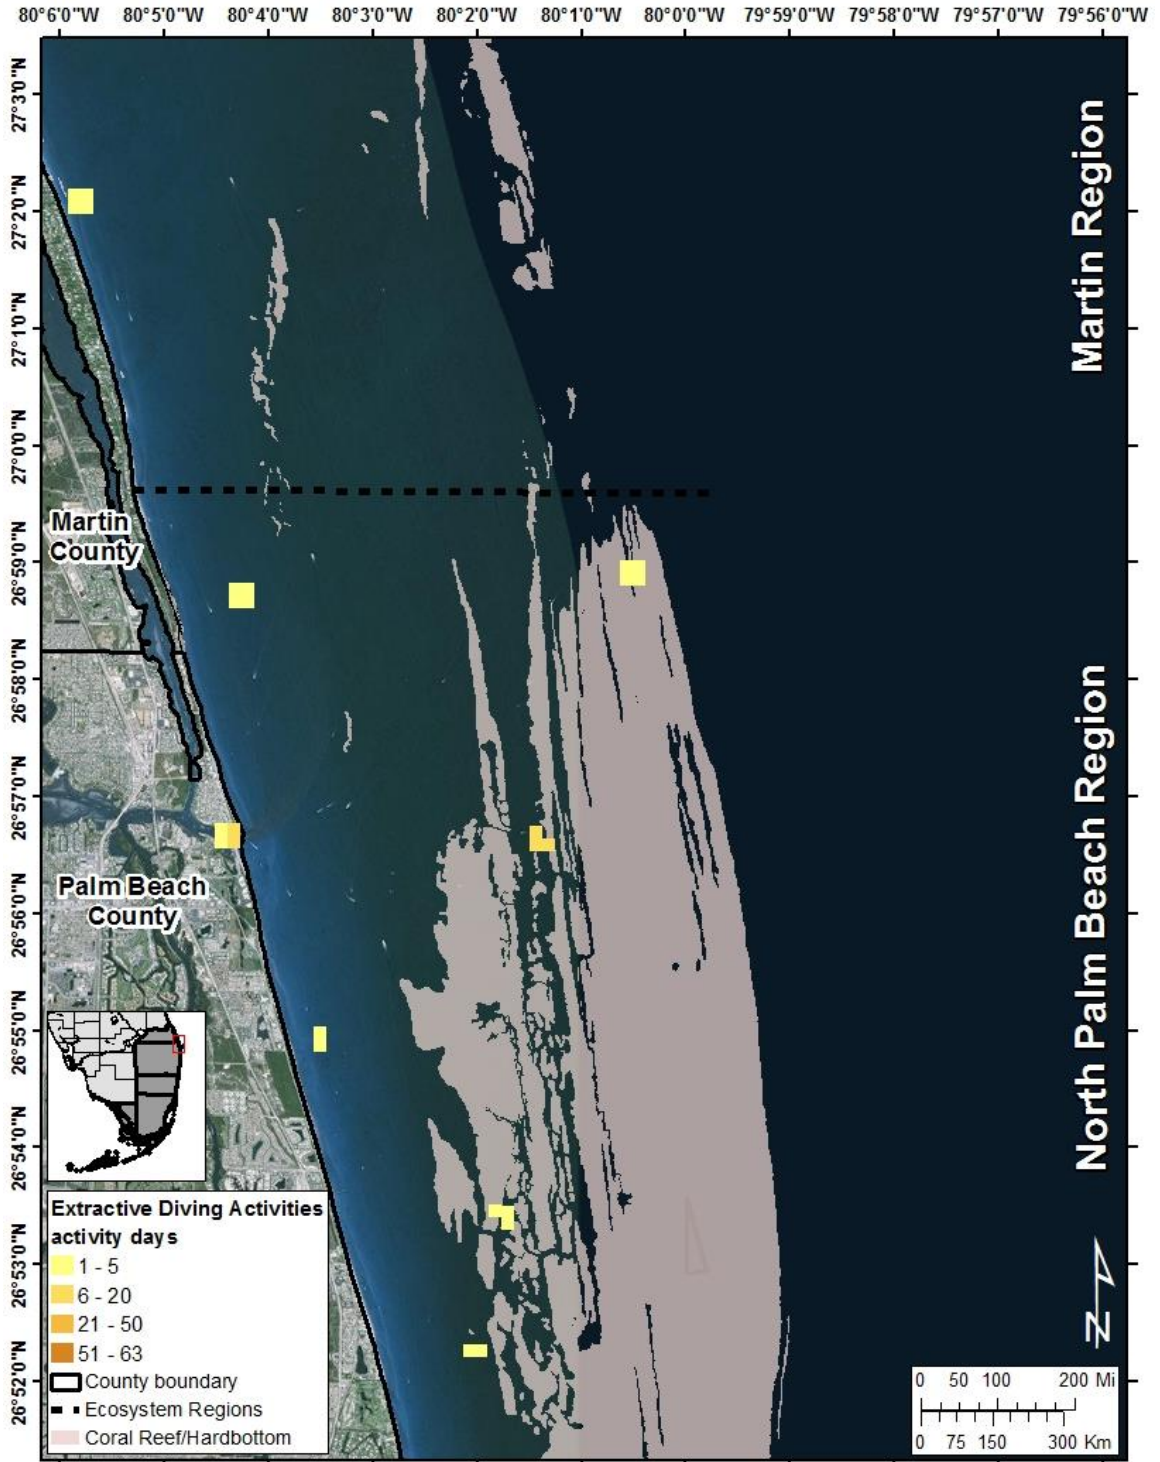 80°6'0"W 80°5'0"W 80°4'0"W 80°3'0"W 80°2'0"W 80°1'0"W 80°0'0"W 79°59'0"W 79°58'0"W 79°57'0"W 79°56'0"W
27°3'0"N
27°2'0"N
27°1'0"N
27°0'0"N
26°59'0"N
26°58'0"N
26°57'0"N
26°56'0"N
26°55'0"N
26°54'0"N
26°53'0"N
26°52'0"N
Martin Region
North Palm Beach Region
Martin
County
Palm Beach
County
Extractive Diving Activities
activity days
1 - 5
6 - 20
21 - 50
51 - 63
County boundary
Ecosystem Regions
Coral Reef/Hardbottom
N
0 50 100 200 Mi
0 75 150 300 Km